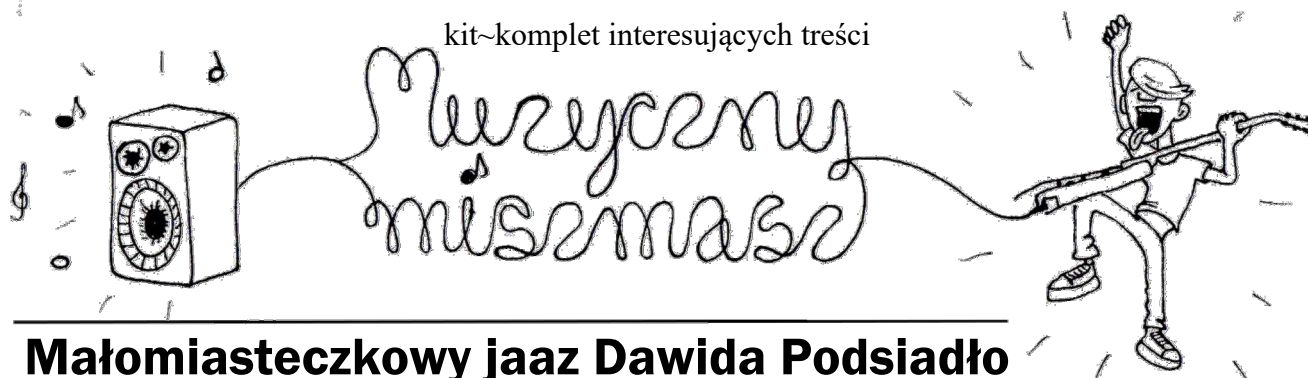 kit~komplet interesujących treści
Muzyczny
miszmasz
Małomiasteczkowy jaaz Dawida Podsiadło